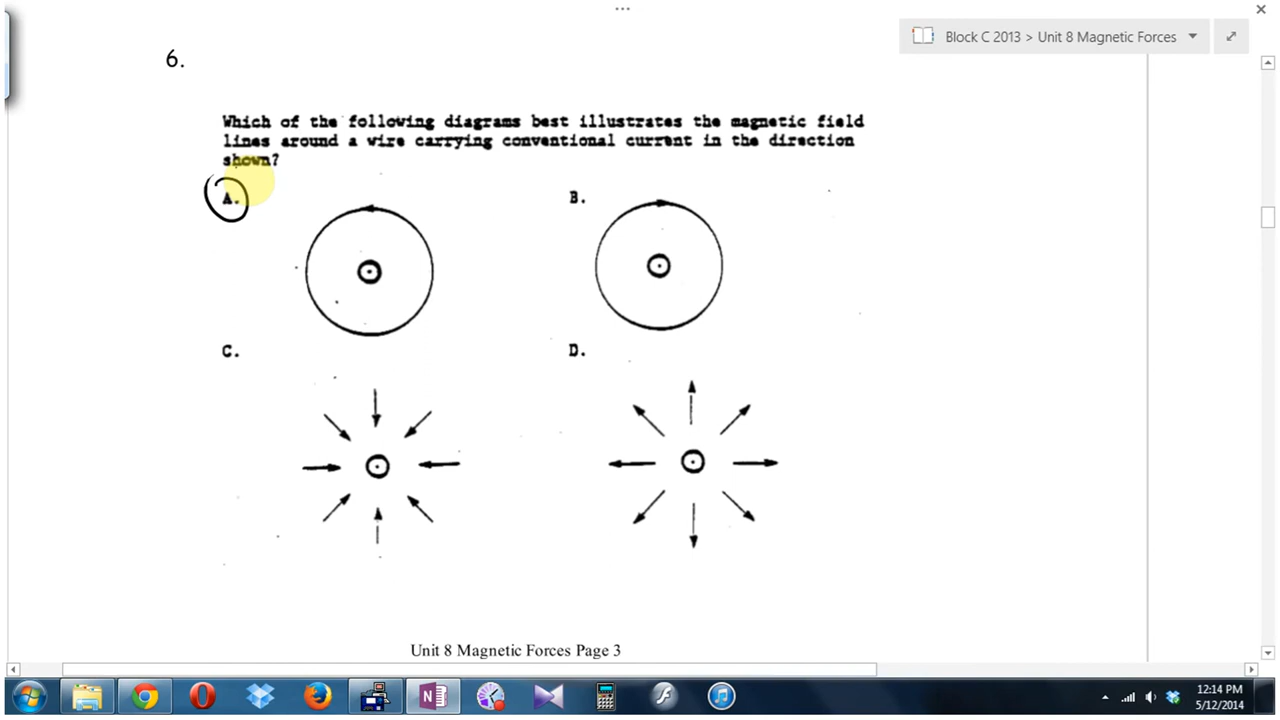 Block C 2013 > Unit 8 Magnetic Forces
6.
Which of the following diagrams best illustrates the magnetic field
lines around a wire carrying conventional current in the direction
shown?
A.
B.
C.
D.
Unit 8 Magnetic Forces Page 3
12:14 PM
5/12/2014